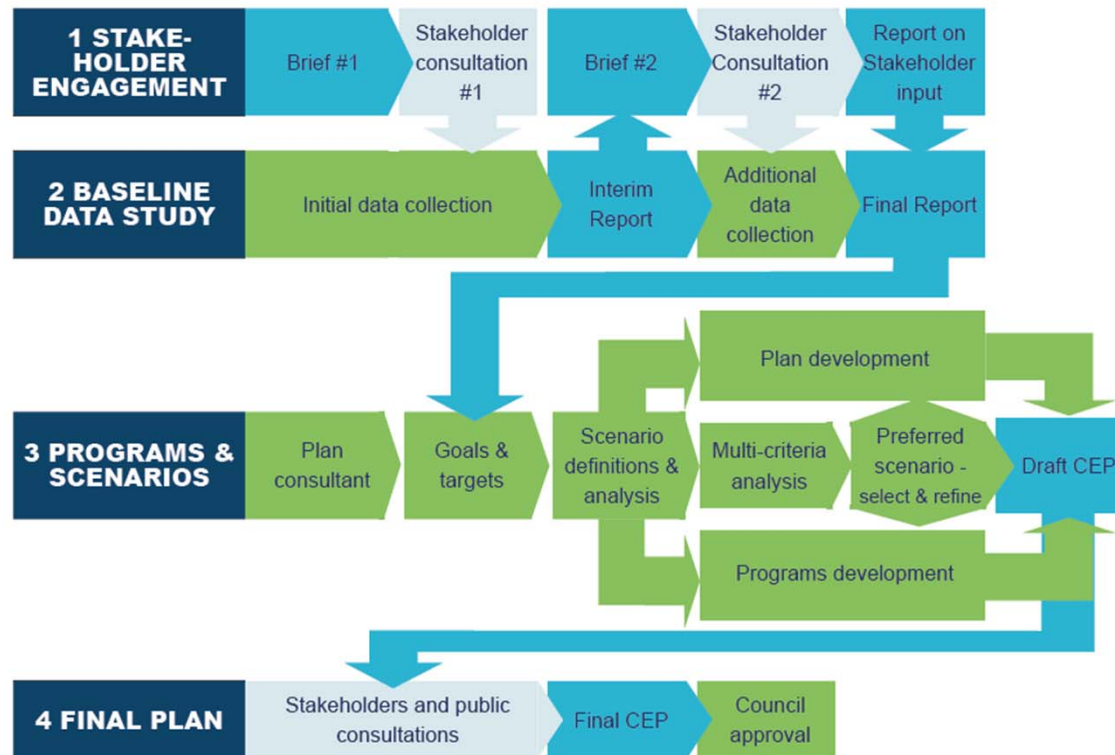 1 STAKE-
HOLDER
ENGAGEMENT
Brief #1
Stakeholder
consultation
#1
Brief #2
Stakeholder
Consultation
#2
Report on
Stakeholder
input
2 BASELINE
DATA STUDY
Initial data collection
Interim
Report
Additional
data
collection
Final Report
Plan development
3 PROGRAMS &
SCENARIOS
Plan
consultant
Goals &
targets
Scenario
definitions &
analysis
Multi-criteria
analysis
Preferred
scenario -
select & refine
Draft CEP
Programs development
4 FINAL PLAN
Stakeholders and public
consultations
Final CEP
Council
approval